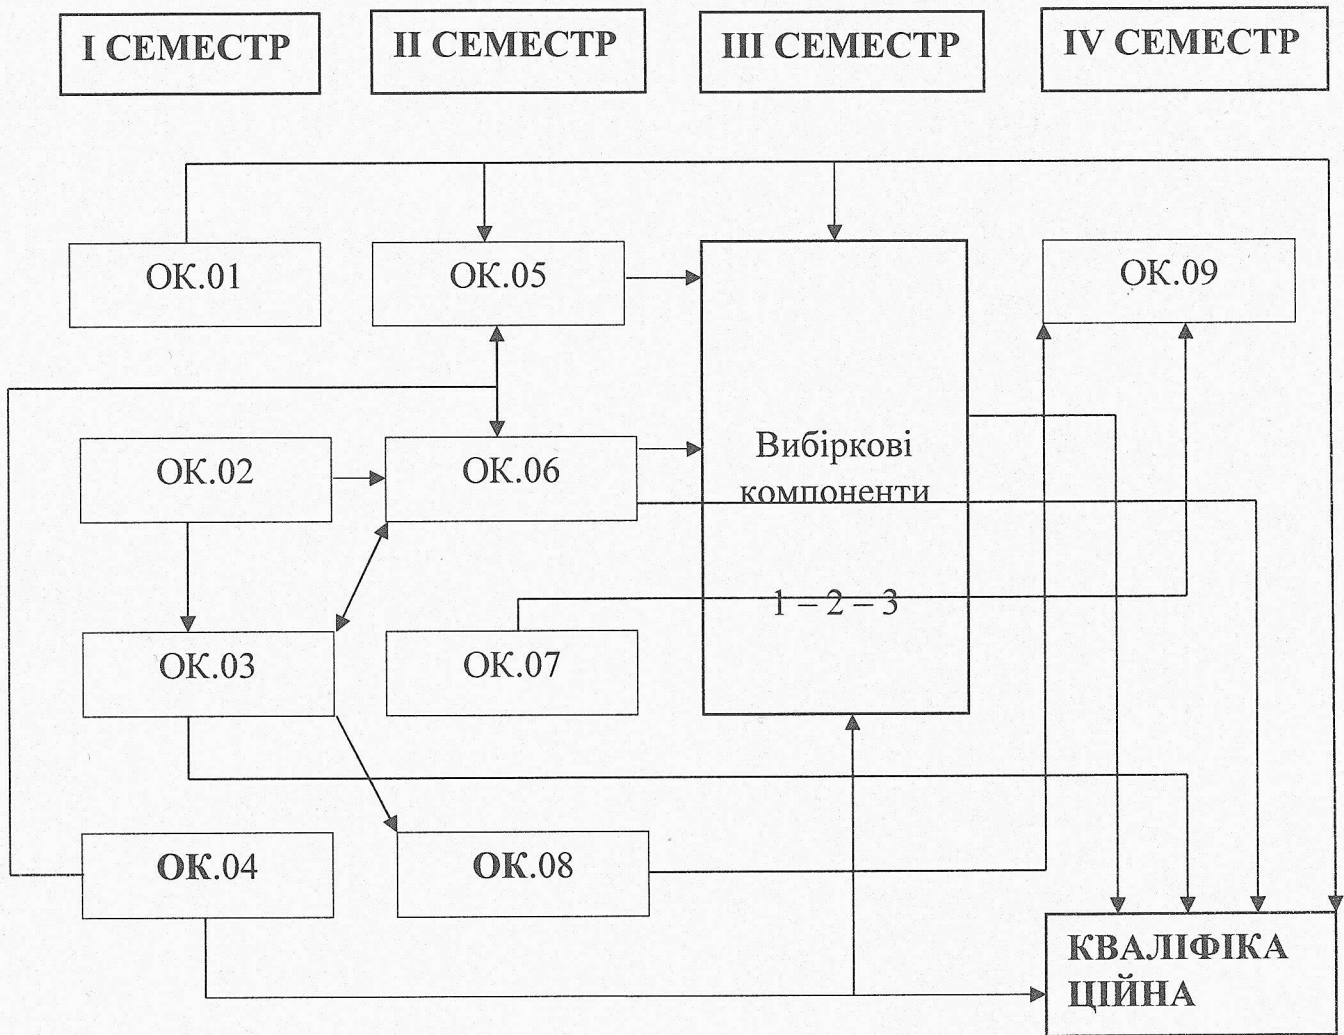 І СЕМЕСТР
ІІ СЕМЕСТР
ІІІ СЕМЕСТР
IV СЕМЕСТР
ОК.01
ОК.05
ОК.09
ОК.02
ОК.06
Вибіркові
компоненти
1 – 2 – 3
ОК.03
ОК.07
ОК.04
ОК.08
КВАЛІФІКА
ЦІЙНА